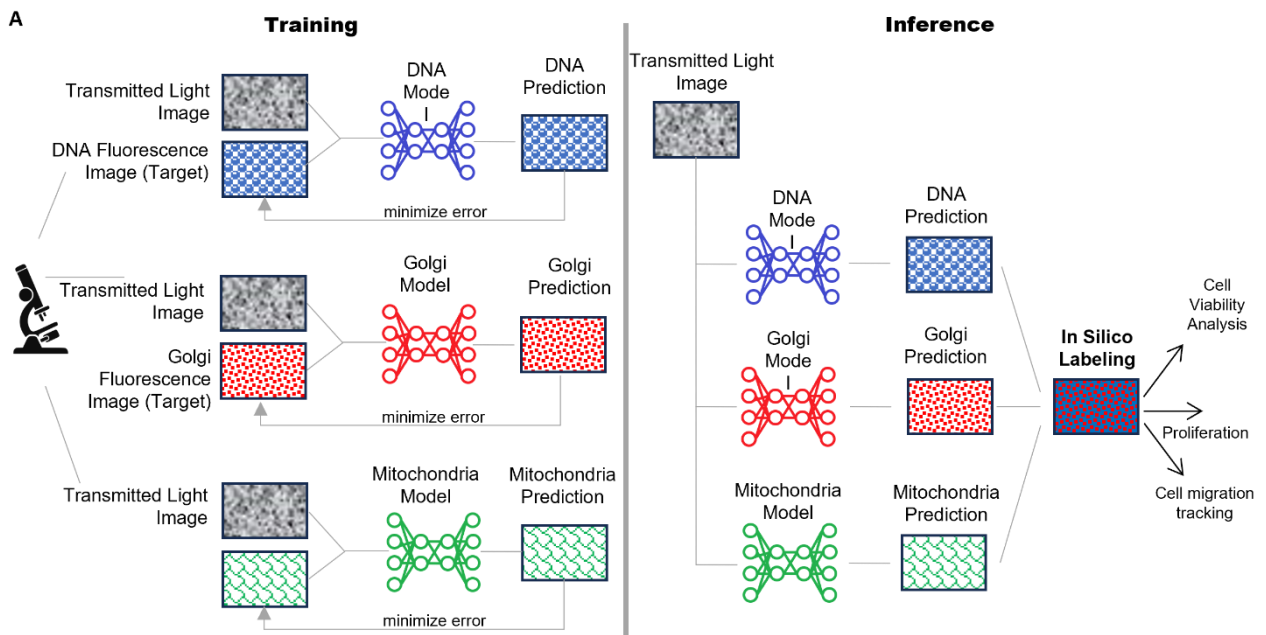 A
Training
Transmitted Light
Image
DNA
Mode
l
DNA
Prediction
DNA Fluorescence
Image (Target)
minimize error
Transmitted Light
Image
Golgi
Model
Golgi
Prediction
Golgi
Fluorescence
Image (Target)
minimize error
Transmitted Light
Image
Mitochondria
Model
Mitochondria
Prediction
minimize error
Inference
Transmitted Light
Image
DNA
Mode
l
DNA
Prediction
Golgi
Mode
l
Golgi
Prediction
Mitochondria
Model
Mitochondria
Prediction
In Silico
Labeling
Cell
Viability
Analysis
Proliferation
Cell migration
tracking